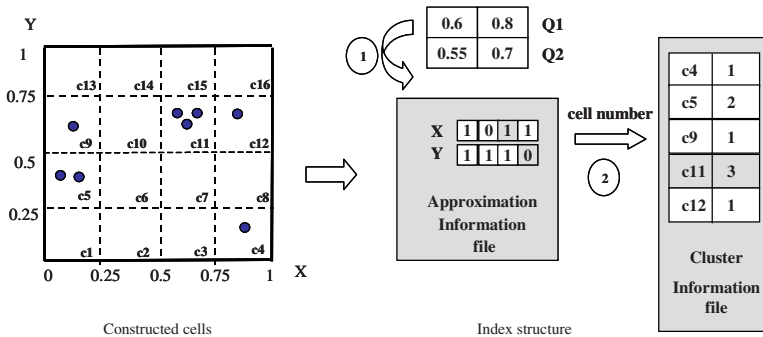 Y
1
c13 c14 c15 c16
0.75
c9 c10 c11 c12
0.5
c5 c6 c7 c8
0.25
c1 c2 c3 c4
0 0.25 0.5 0.75 1 X
Constructed cells
1
0.6 0.8 Q1
0.55 0.7 Q2
X 1 0 1 1
Y 1 1 1 0
Approximation
Information
file
cell number
2
Index structure
c4 1
c5 2
c9 1
c11 3
c12 1
Cluster
Information
file